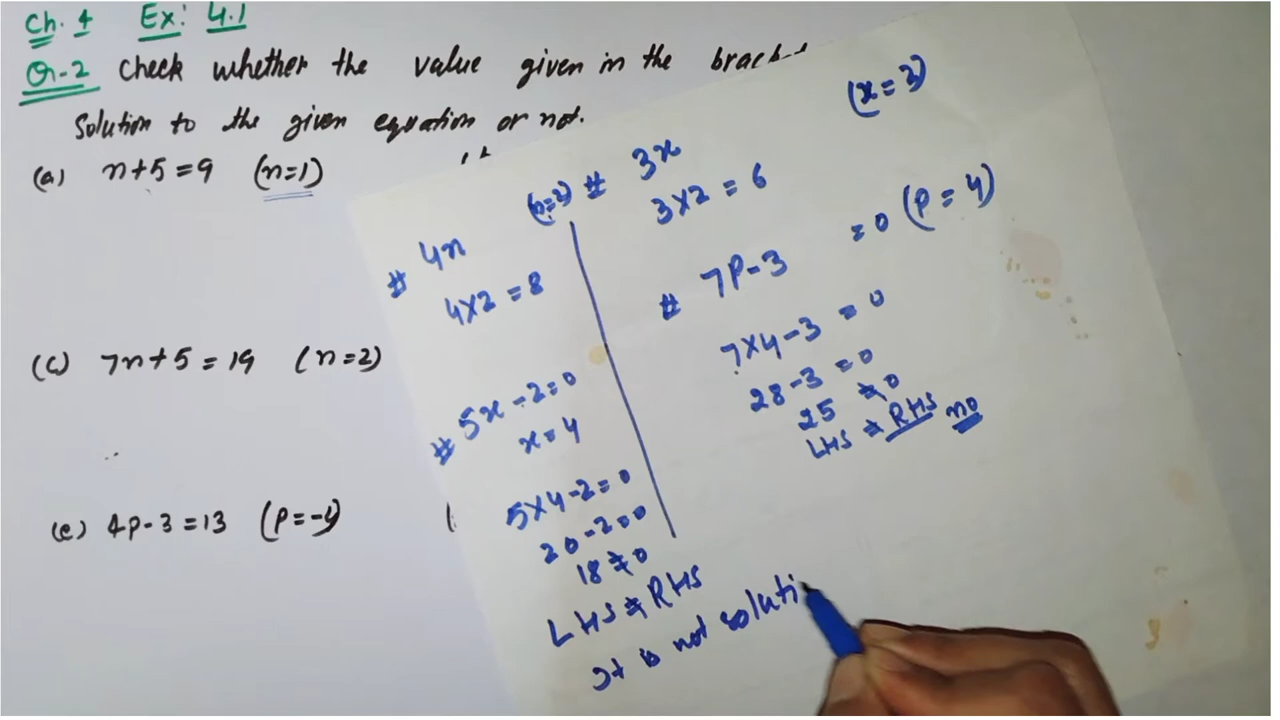 Ch. 4 Ex: 4.1
Q-2 Check whether the value given in the
Solution to the given equation or not.
(a) n+5=9 (n=1)
(c) 7n+5=19 (n=2)
(e) 4p-3=13 (p=-4)
# 4n
4×2=8
# 5x-2=0
x=4
5×4-2=0
20-2=0
18≠0
LHS≠RHS
It is not soluti
# 3x
3×2=6
7p-3 =0 (p=4)
7×4-3=0
28-3=0
25≠0
LHS≠RHS no